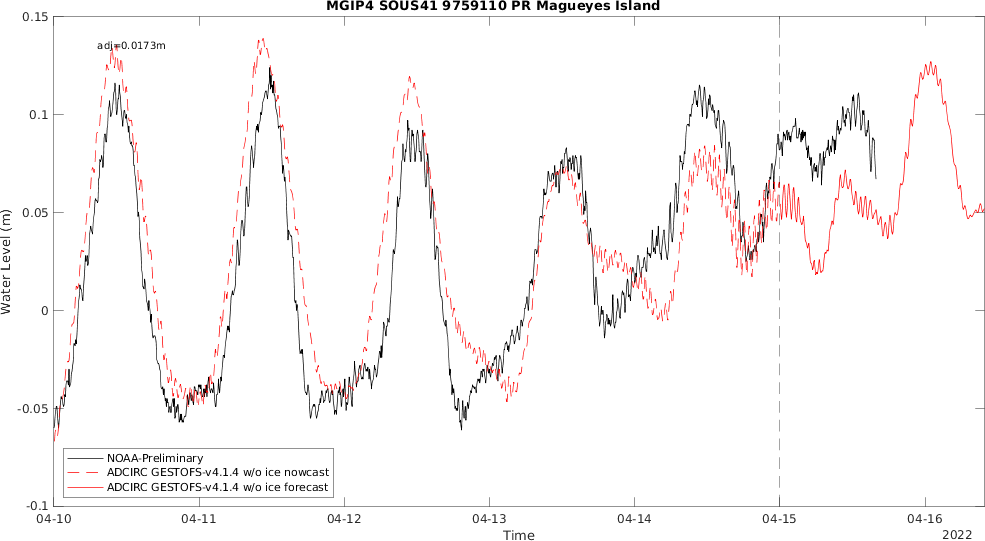 MGIP4 SOUS41 9759110 PR Magueyes Island
0.15
adj=0.0173m
0.1
0.05
Water Level (m)
0
-0.05
NOAA-Preliminary
ADCIRC GESTOFS-v4.1.4 w/o ice nowcast
ADCIRC GESTOFS-v4.1.4 w/o ice forecast
-0.1
04-10 04-11 04-12 04-13 04-14 04-15 04-16
Time
2022